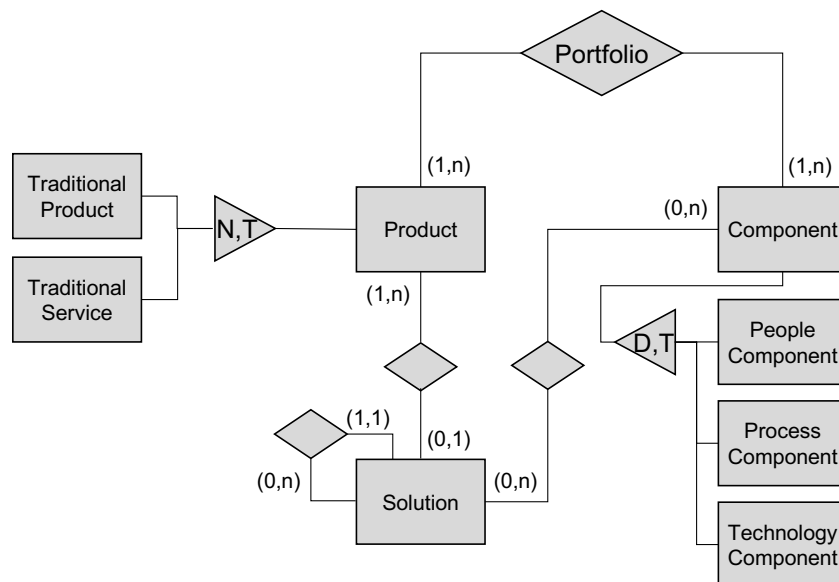 Portfolio
(1,n)
(1,n)
Traditional
Product
N,T
Product
(0,n)
Component
Traditional
Service
(1,n)
D,T
People
Component
(1,1)
(0,1)
(0,n)
(0,n)
Solution
Process
Component
Technology
Component